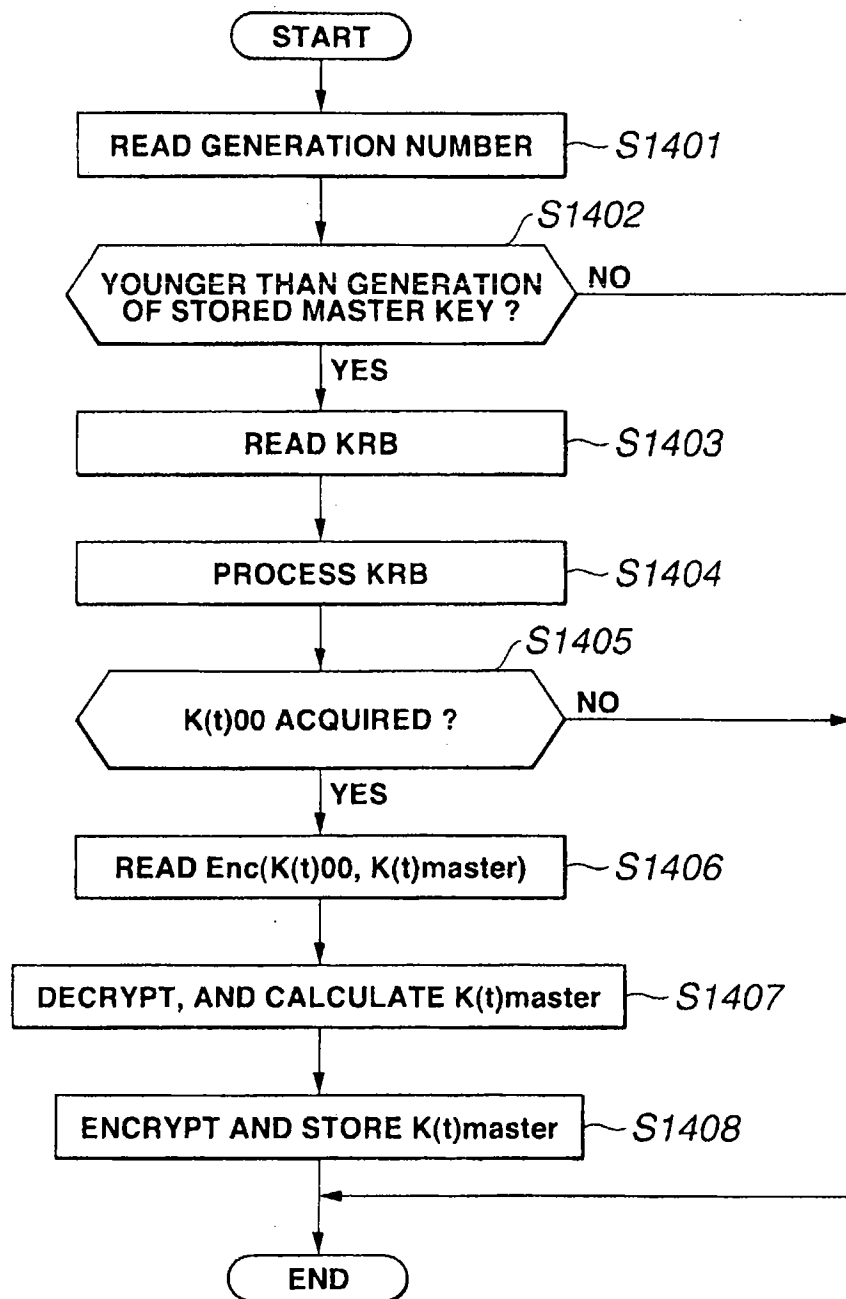 START
READ GENERATION NUMBER
S1401
S1402
YOUNGER THAN GENERATION
OF STORED MASTER KEY ?
NO
YES
READ KRB
S1403
PROCESS KRB
S1404
S1405
K(t)00 ACQUIRED ?
NO
YES
READ Enc(K(t)00, K(t)master)
S1406
DECRYPT, AND CALCULATE K(t)master
S1407
ENCRYPT AND STORE K(t)master
S1408
END